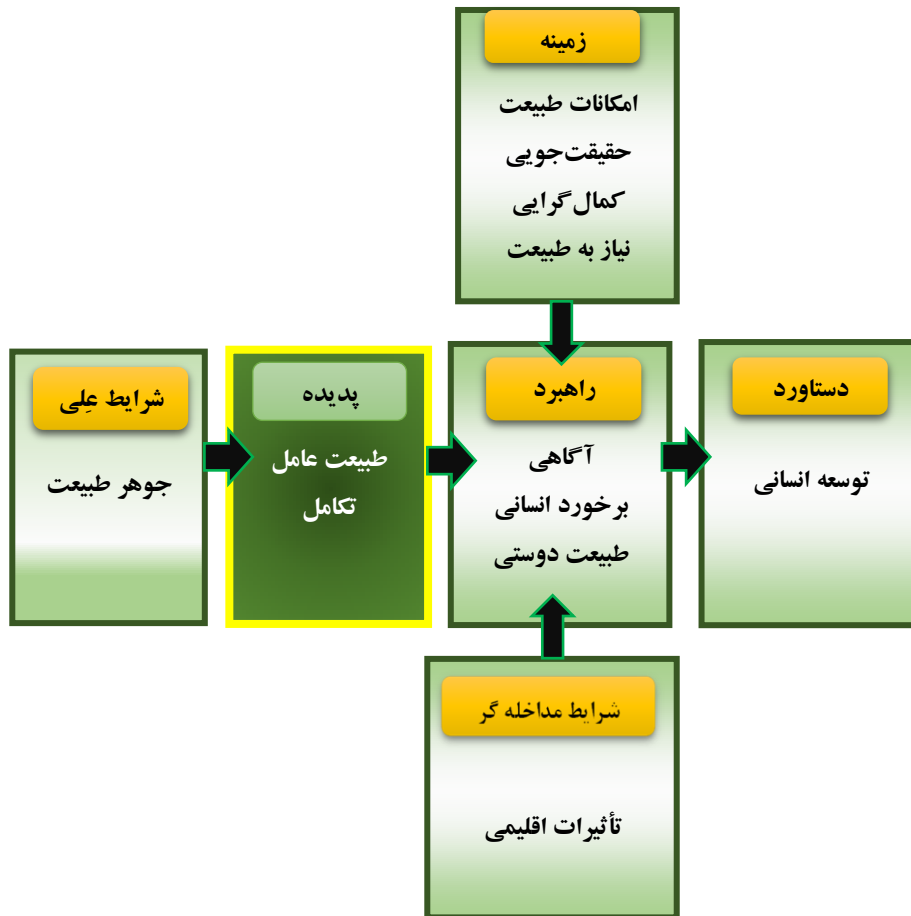 زمینه
امکانات طبیعت
حقیقت‌جویی
کمال‌گرایی
نیاز به طبیعت
دستاورد
توسعه انسانی
راهبرد
آگاهی
برخورد انسانی
طبیعت دوستی
پدیده
طبیعت عامل
تکامل
شرایط عِلی
جوهر طبیعت
شرایط مداخله گر
تأثیرات اقلیمی